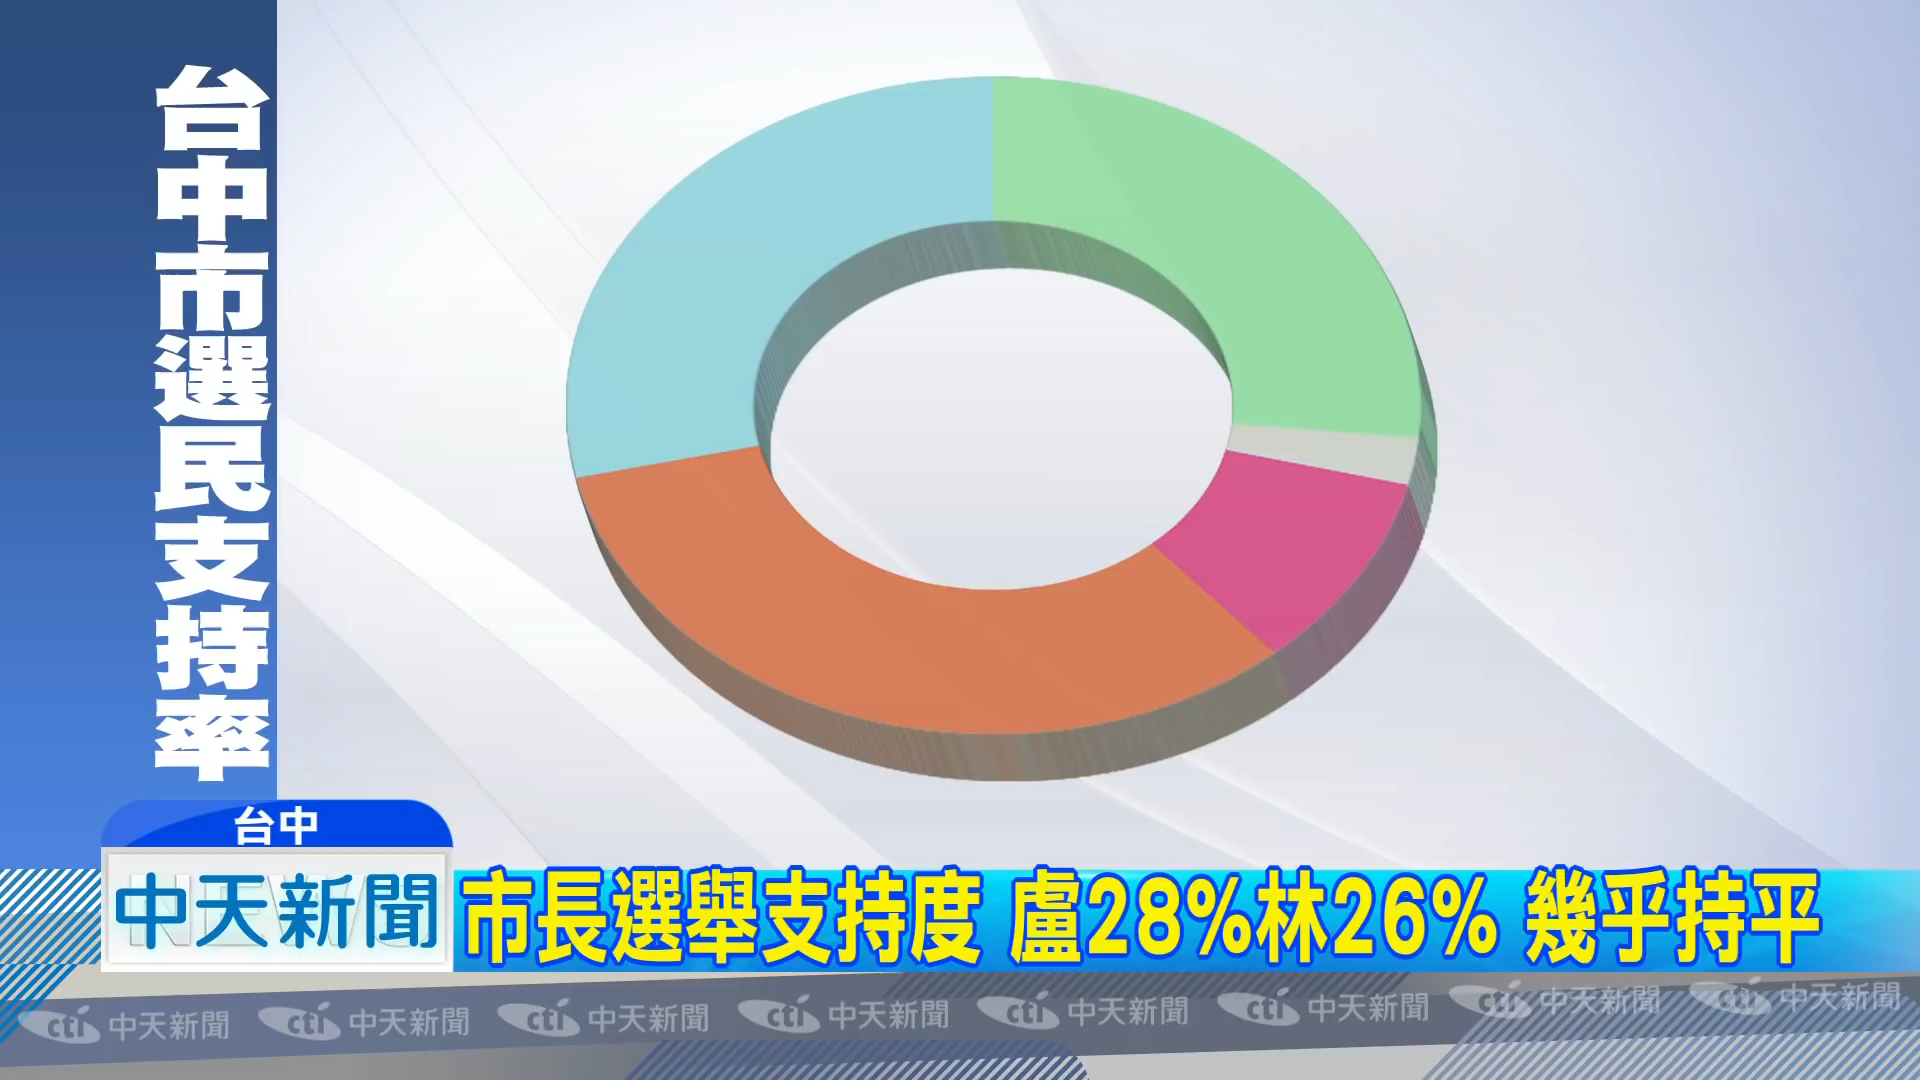 台中市選民支持率
台中
中天新聞
市長選舉支持度 盧28%林26% 幾乎持平
cti 中天新聞 cti 中天新聞 cti 中天新聞 cti 中天新聞 cti 中天新聞 cti 中天新聞 cti 中天新聞 cti 中天新聞